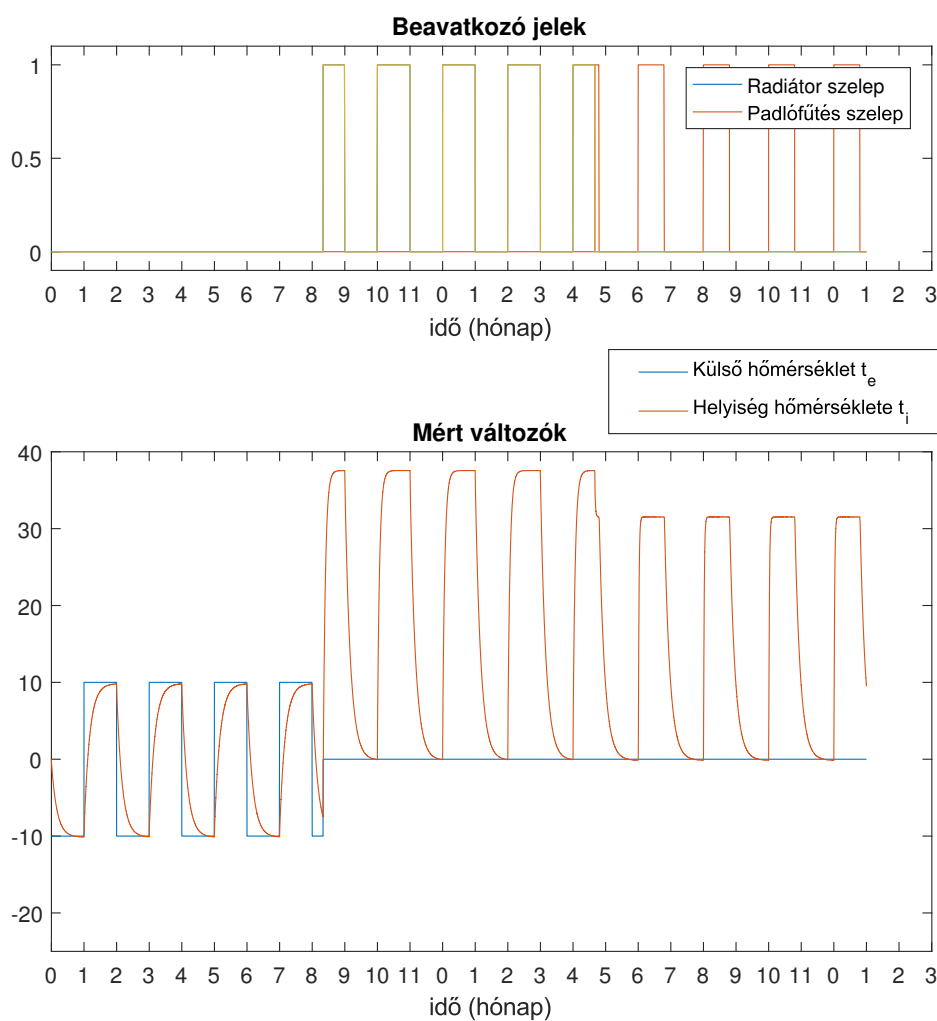 Beavatkozó jelek
1
0.5
0
Radiátor szelep
Padlófűtés szelep
0 1 2 3 4 5 6 7 8 9 10 11 0 1 2 3 4 5 6 7 8 9 10 11 0 1 2 3
idő (hónap)
Külső hőmérséklet t_e
Helyiség hőmérséklete t_i
Mért változók
40
30
20
10
0
-10
-20
0 1 2 3 4 5 6 7 8 9 10 11 0 1 2 3 4 5 6 7 8 9 10 11 0 1 2 3
idő (hónap)